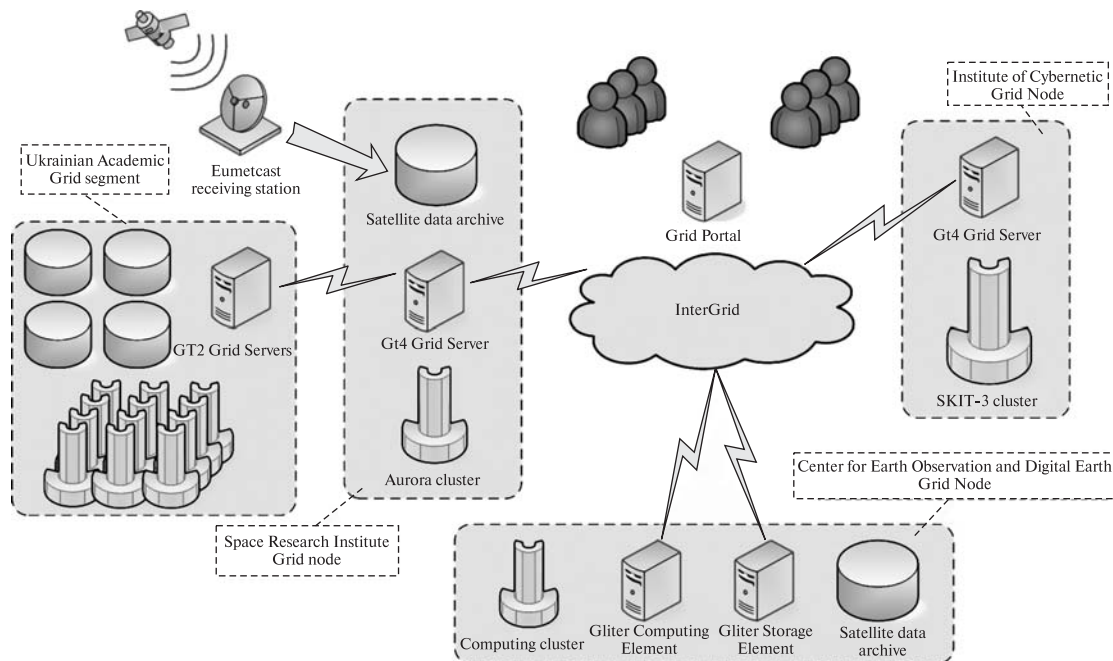 Institute of Cybernetic
Grid Node
Ukrainian Academic
Grid segment
Eumetcast
receiving station
Satellite data archive
Grid Portal
Gt4 Grid Server
GT2 Grid Servers
Gt4 Grid Server
InterGrid
SKIT-3 cluster
Aurora cluster
Center for Earth Observation and Digital Earth
Grid Node
Space Research Institute
Grid node
Computing cluster
Gliter Computing
Element
Gliter Storage
Element
Satellite data
archive